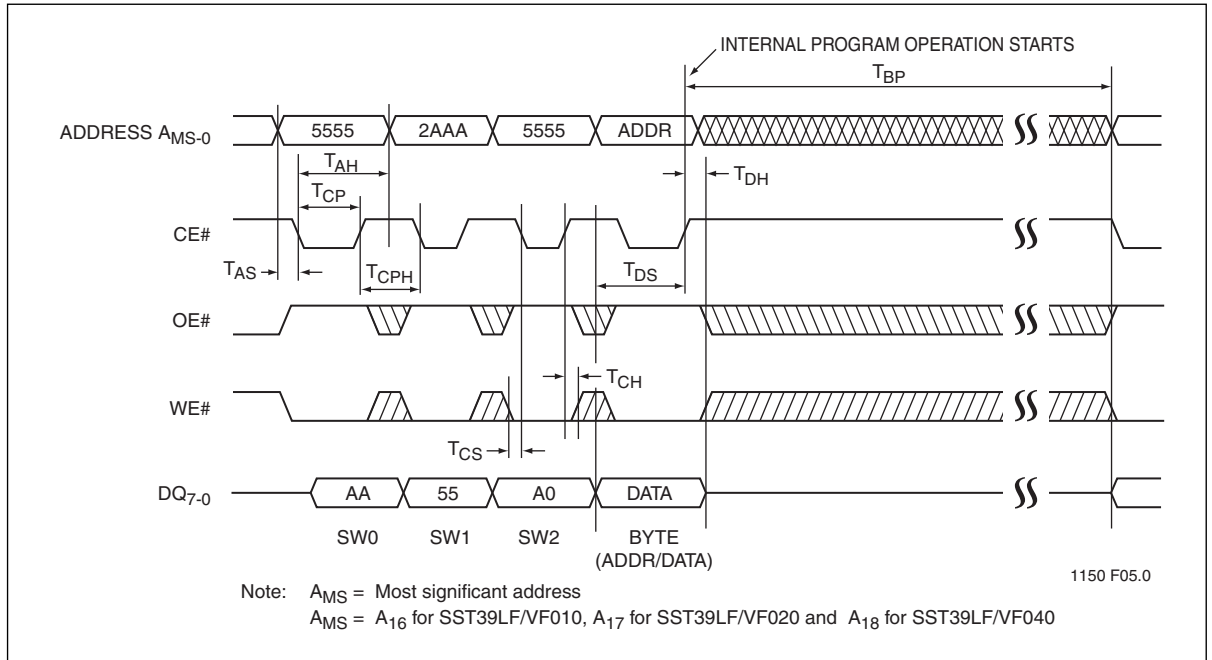 INTERNAL PROGRAM OPERATION STARTS
TBP
ADDRESS AMS-0
5555
2AAA
5555
ADDR
TAH
TDH
TCP
CE#
TAS
TCPH
TDS
OE#
TCH
WE#
TCS
DQ7-0
AA
55
A0
DATA
SW0
SW1
SW2
BYTE
(ADDR/DATA)
1150 F05.0
Note: AMS = Most significant address
AMS = A16 for SST39LF/VF010, A17 for SST39LF/VF020 and A18 for SST39LF/VF040